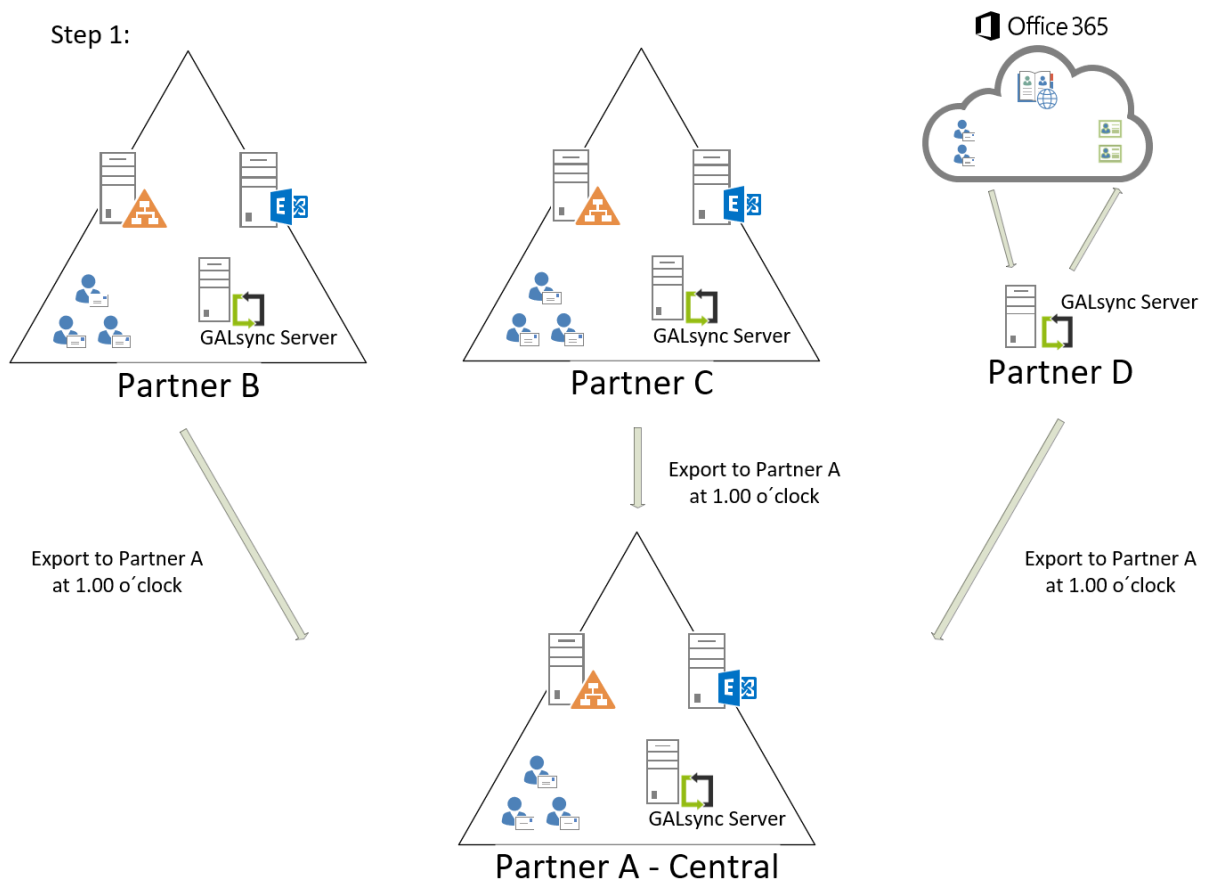 Step 1:
Office 365
E
E
GALsync Server
GALsync Server
GALsync Server
Partner B
Partner C
Partner D
Export to Partner A
at 1.00 o´clock
Export to Partner A
at 1.00 o´clock
Export to Partner A
at 1.00 o´clock
E
GALsync Server
Partner A - Central